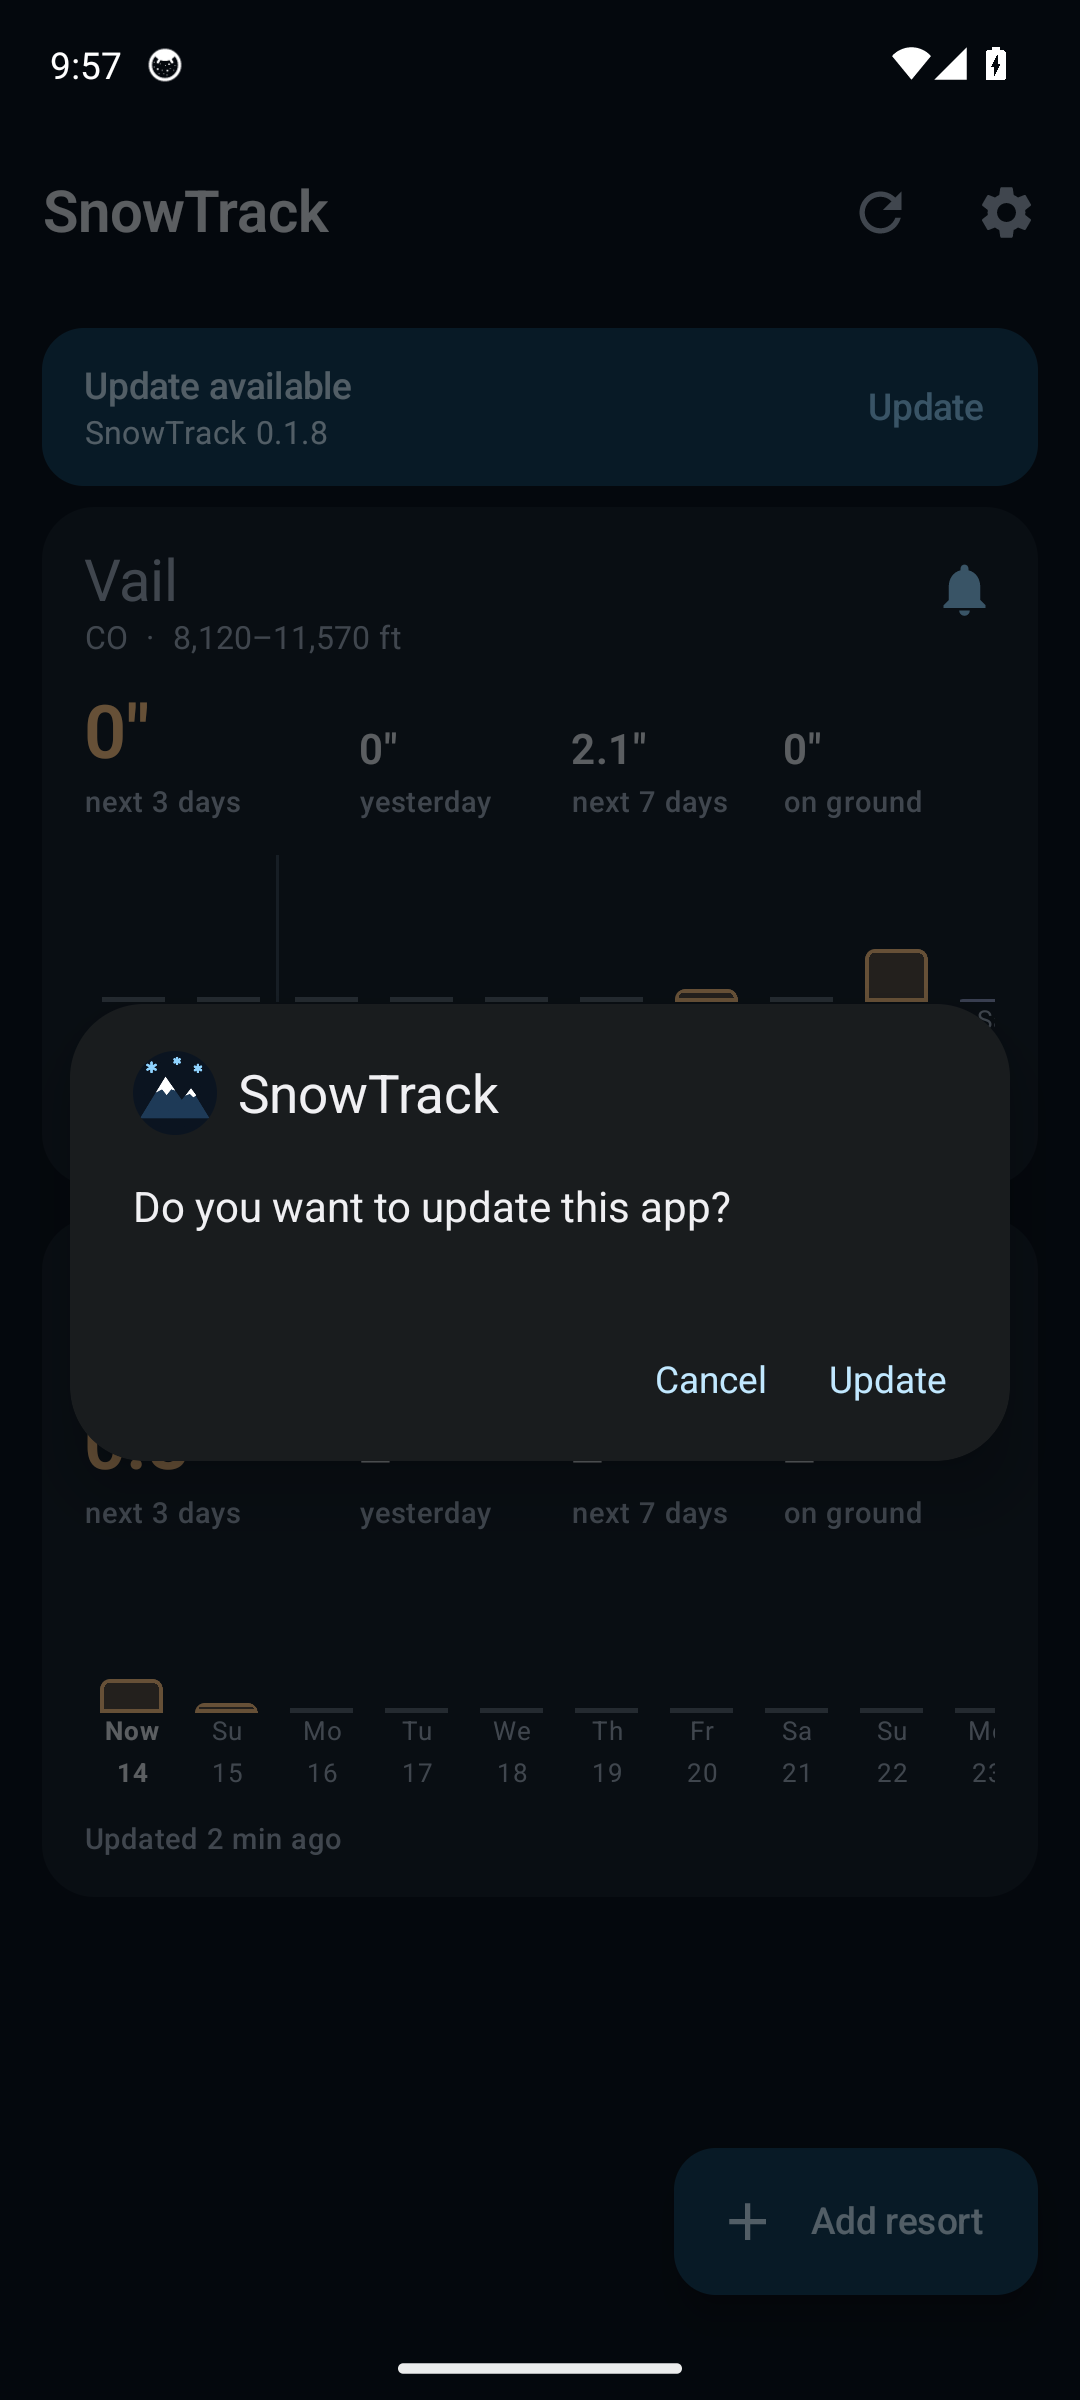 9:57
SnowTrack
Update available
SnowTrack 0.1.8
Update
Vail
CO · 8,120–11,570 ft
0" 0" 2.1" 0"
next 3 days yesterday next 7 days on ground
SnowTrack
Do you want to update this app?
Cancel Update
next 3 days yesterday next 7 days on ground
Now Su Mo Tu We Th Fr Sa Su
14 15 16 17 18 19 20 21 22 23
Updated 2 min ago
Add resort